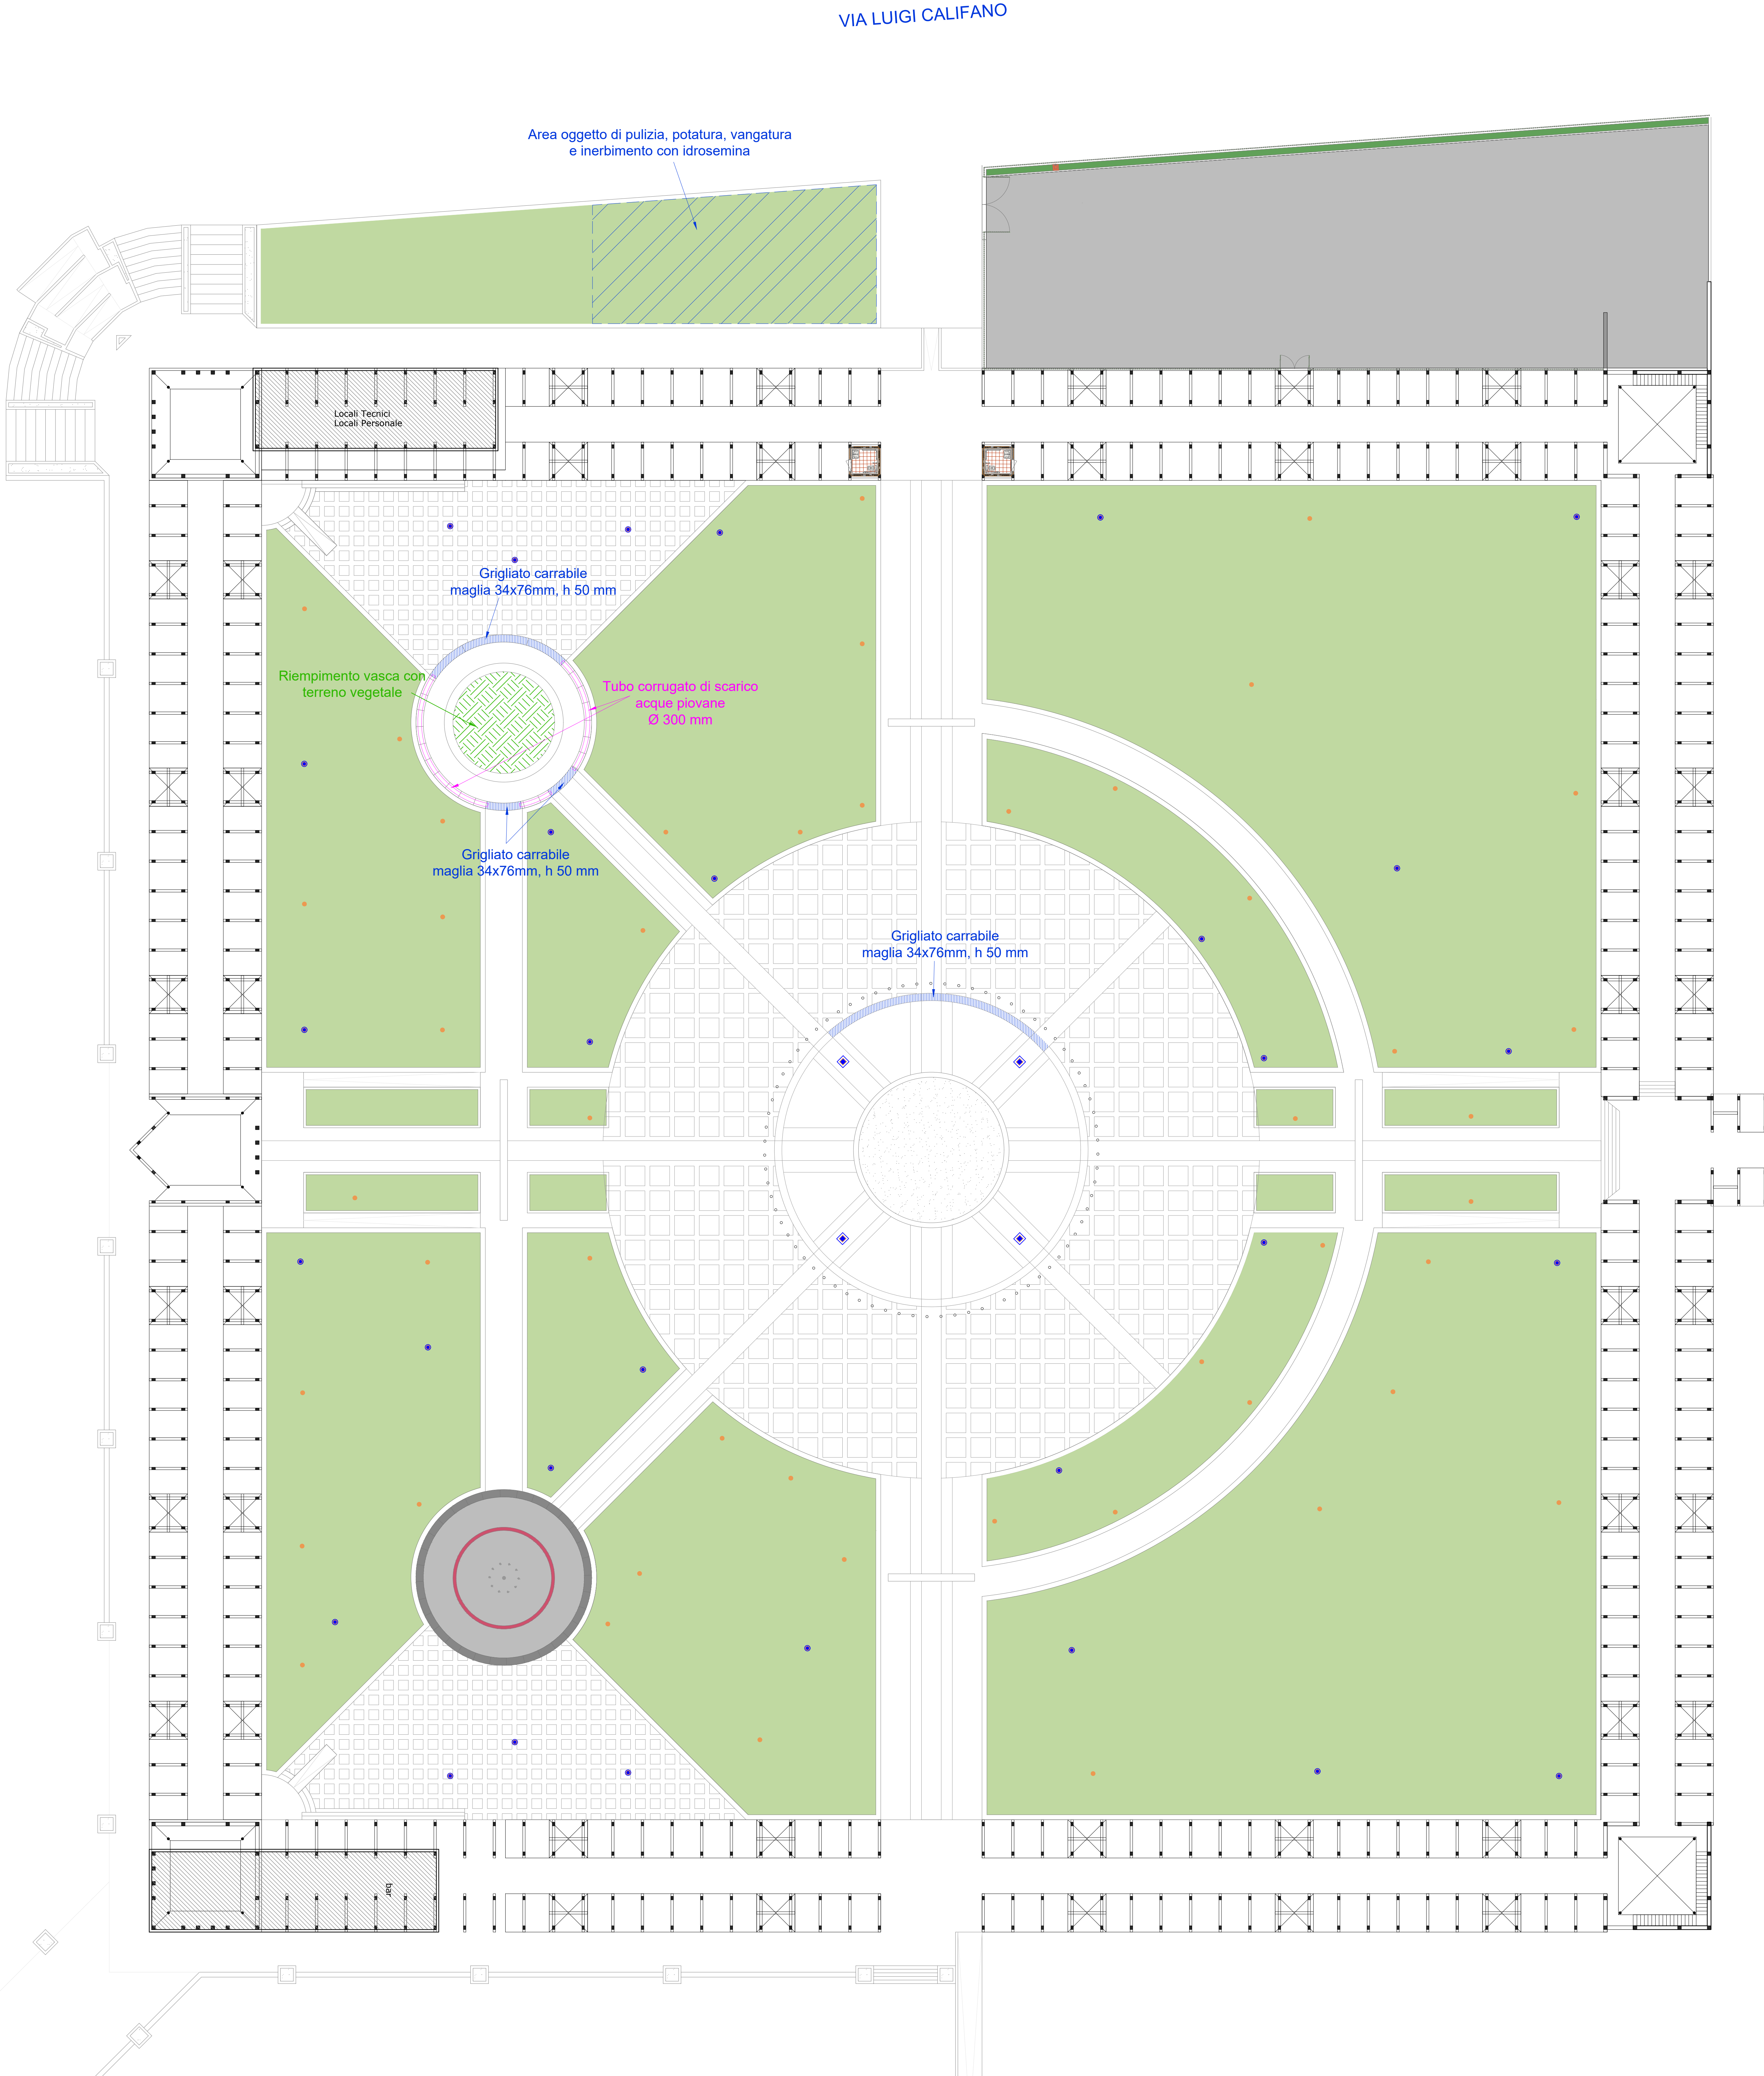 VIA LUIGI CALIFANO
Area oggetto di pulizia, potatura, vangatura
e inerbimento con idrosemina
Locali Tecnici
Locali Personale
Grigliato carrabile
maglia 34x76mm, h 50 mm
Riempimento vasca con
terreno vegetale
Tubo corrugato di scarico
acque piovane
Ø 300 mm
Grigliato carrabile
maglia 34x76mm, h 50 mm
Grigliato carrabile
maglia 34x76mm, h 50 mm
bar